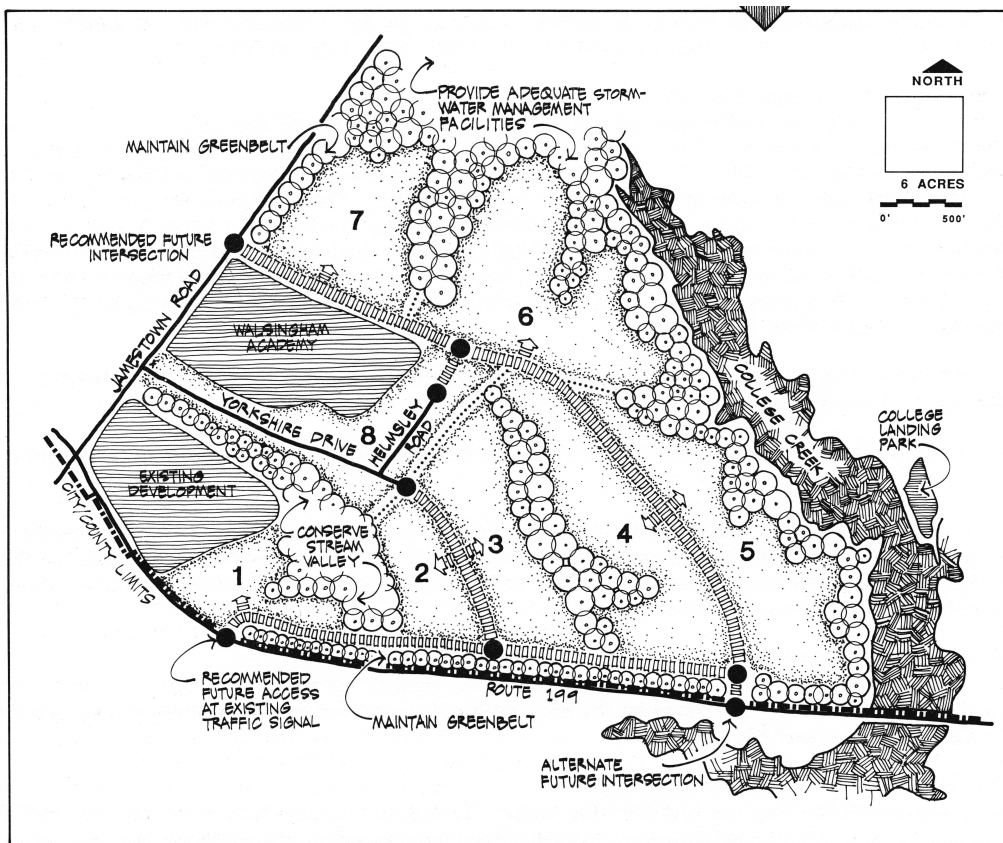 NORTH
6 ACRES
0' 500'
PROVIDE ADEQUATE STORM-
WATER MANAGEMENT
FACILITIES
MAINTAIN GREENBELT
7
RECOMMENDED FUTURE
INTERSECTION
JAMESTOWN ROAD
WALSINGHAM
ACADEMY
6
COLLEGE CREEK
COLLEGE
LANDING
PARK
YORKSHIRE DRIVE
8
HELMSLEY
ROAD
EXISTING
DEVELOPMENT
CITY/COUNTY LIMITS
CONSERVE
STREAM
VALLEY
1
2
3
4
5
RECOMMENDED
FUTURE ACCESS
AT EXISTING
TRAFFIC SIGNAL
MAINTAIN GREENBELT
ROUTE 199
ALTERNATE
FUTURE INTERSECTION